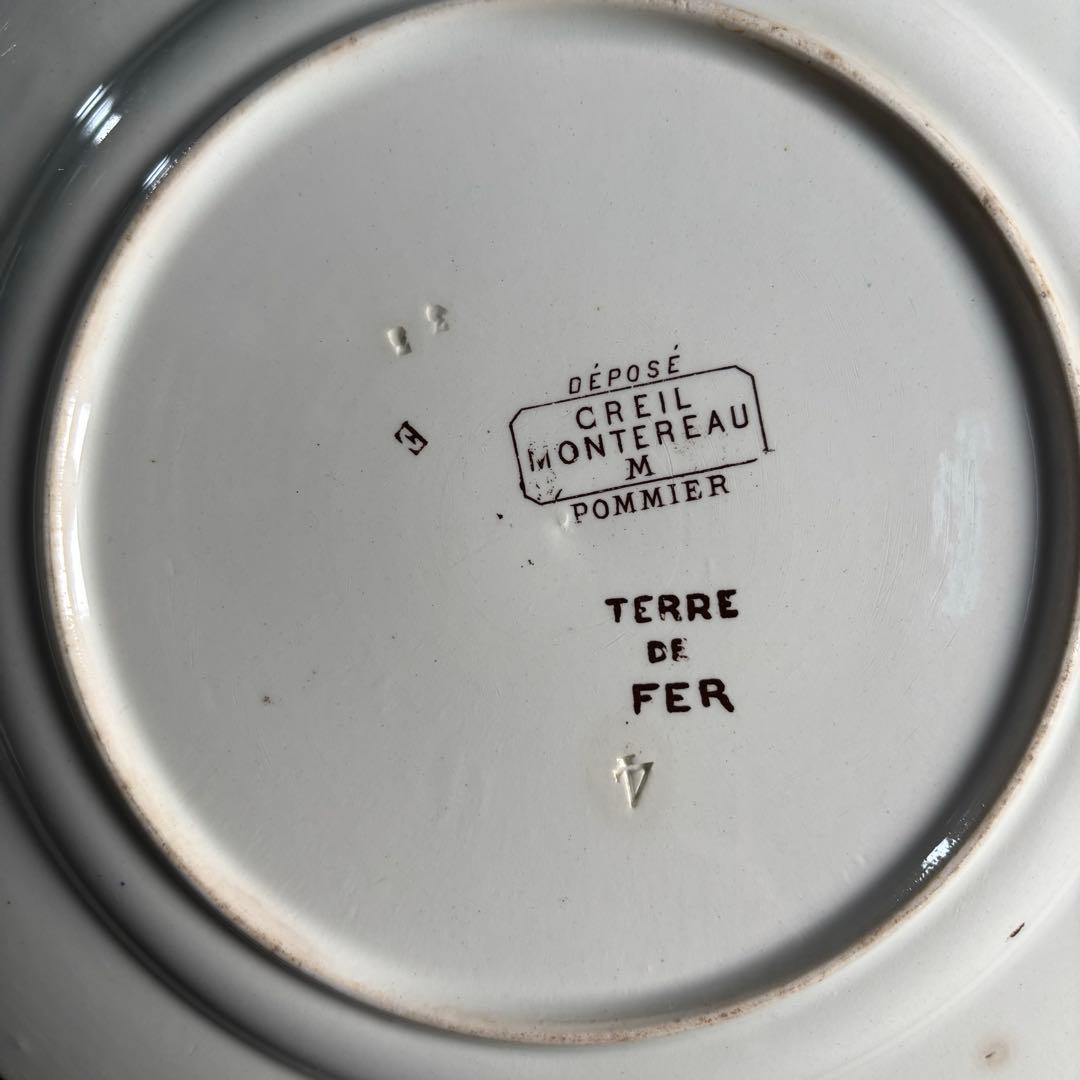 DÉPOSÉ
CREIL
MONTEREAU
M
POMMIER
TERRE
DE
FER